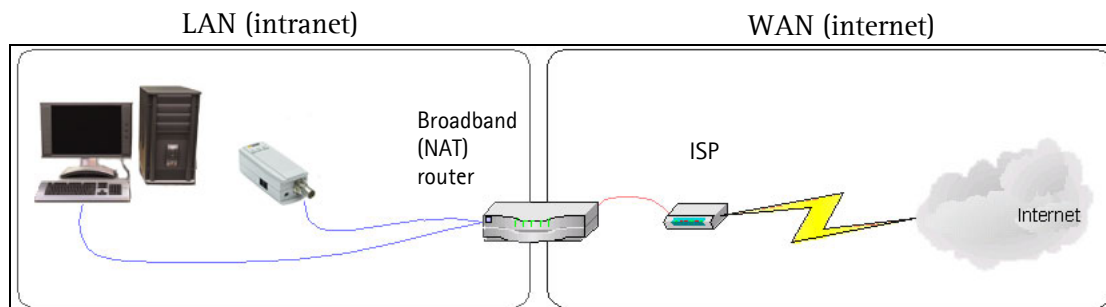 LAN (intranet)
WAN (internet)
Broadband
(NAT)
router
ISP
Internet